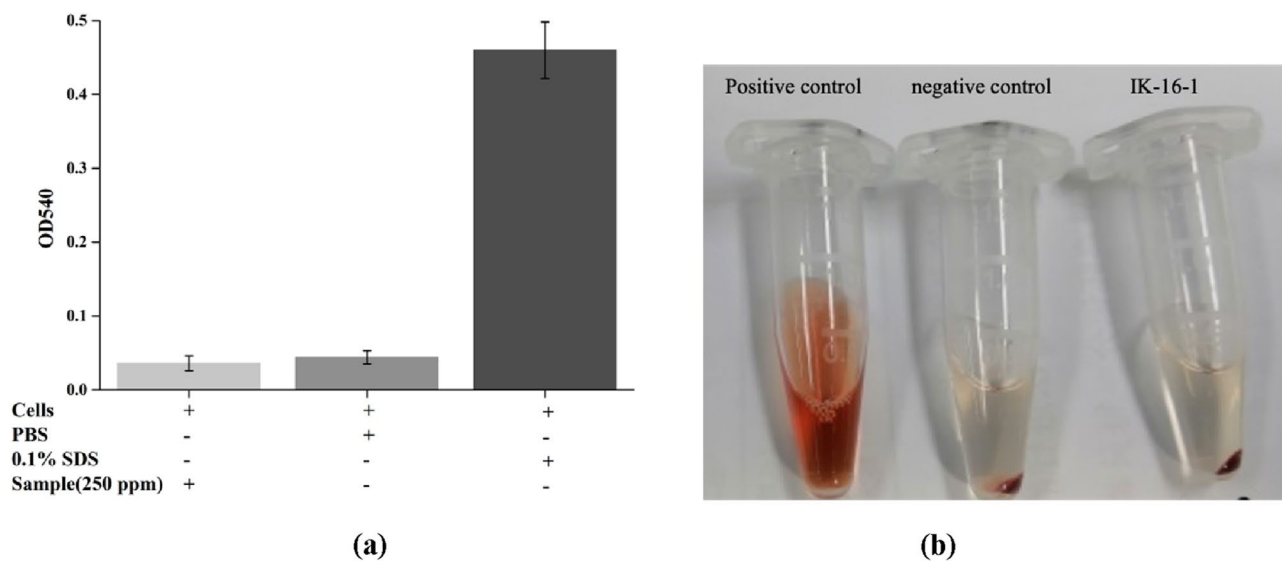 0.5
0.4
0.3
0.2
0.1
0.0
OD540
Cells + + +
PBS - + -
0.1% SDS - - +
Sample(250 ppm) + - -
(a)
Positive control negative control IK-16-1
(b)